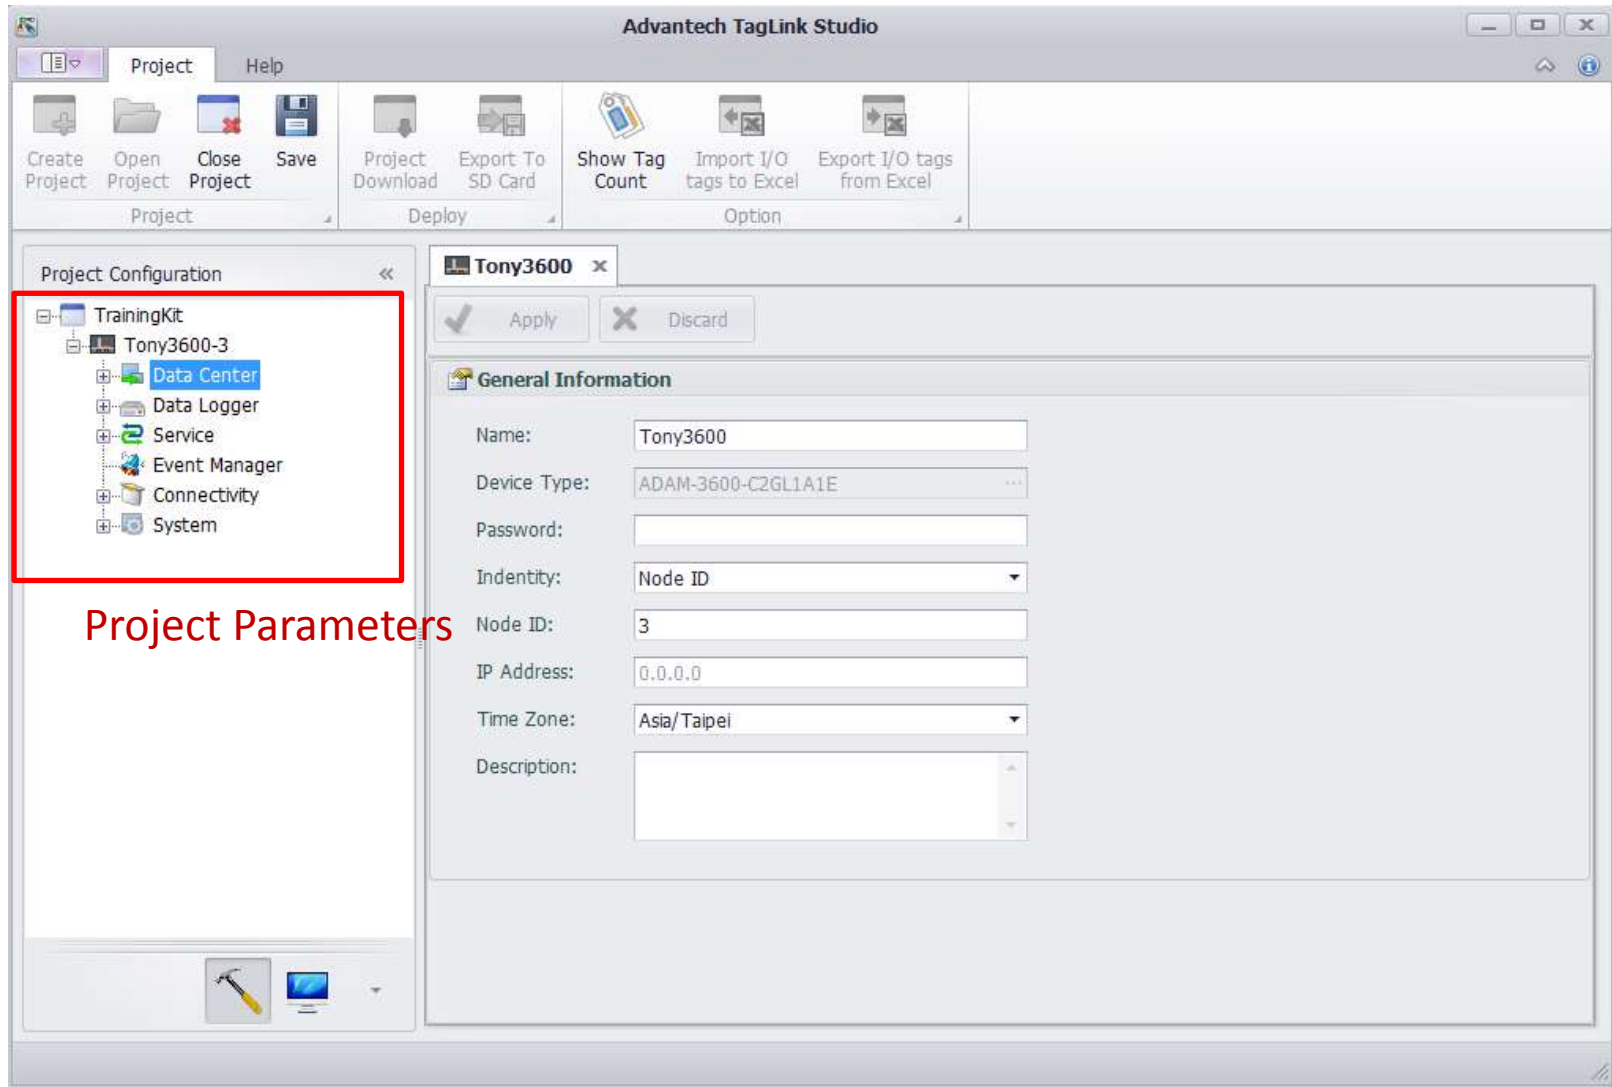 Advantech TagLink Studio
Project
Help
Create Project
Open Project
Close Project
Save
Project Download
Export To SD Card
Show Tag Count
Import I/O tags to Excel
Export I/O tags from Excel
Project
Deploy
Option
Project Configuration
TrainingKit
Tony3600-3
Data Center
Data Logger
Service
Event Manager
Connectivity
System
Project Parameters
Tony3600
Apply
Discard
General Information
Name: Tony3600
Device Type: ADAM-3600-C2GL1A1E ...
Password:
Indentity: Node ID
Node ID: 3
IP Address: 0.0.0.0
Time Zone: Asia/Taipei
Description: